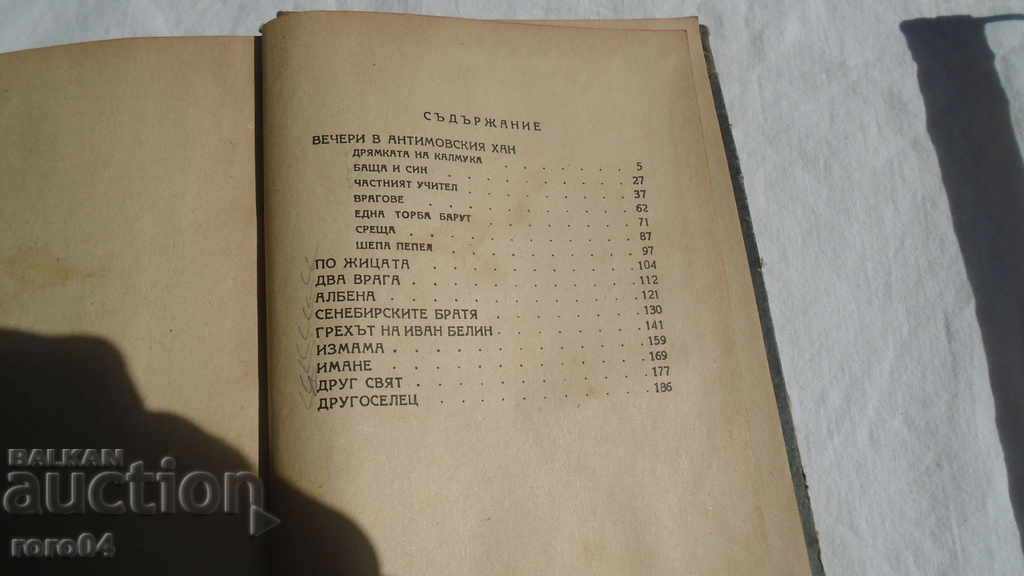 СЪДЪРЖАНИЕ
ВЕЧЕРИ В АНТИМОВСКИЯ ХАН
ДРЯМКАТА НА КАЛМУКА . . . . . 5
БАЩА И СИН . . . . . . . . . 27
ЧАСТНИЯТ УЧИТЕЛ . . . . . . . 37
ВРАГОВЕ . . . . . . . . . . 62
ЕДНА ТОРБА БАРУТ . . . . . . 71
СРЕЩА . . . . . . . . . . 87
ШЕПА ПЕПЕЛ . . . . . . . . 97
ПО ЖИЦАТА . . . . . . . . . 104
ДВА ВРАГА . . . . . . . . . 112
АЛБЕНА . . . . . . . . . . 121
СЕНЕБИРСКИТЕ БРАТЯ . . . . . . 130
ГРЕХЪТ НА ИВАН БЕЛИН . . . . . . 141
ИЗМАМА . . . . . . . . . . 159
ИМАНЕ . . . . . . . . . . 169
ДРУГ СВЯТ . . . . . . . . . 177
ДРУГОСЕЛЕЦ . . . . . . . . 186
BALKAN
auction
roro04